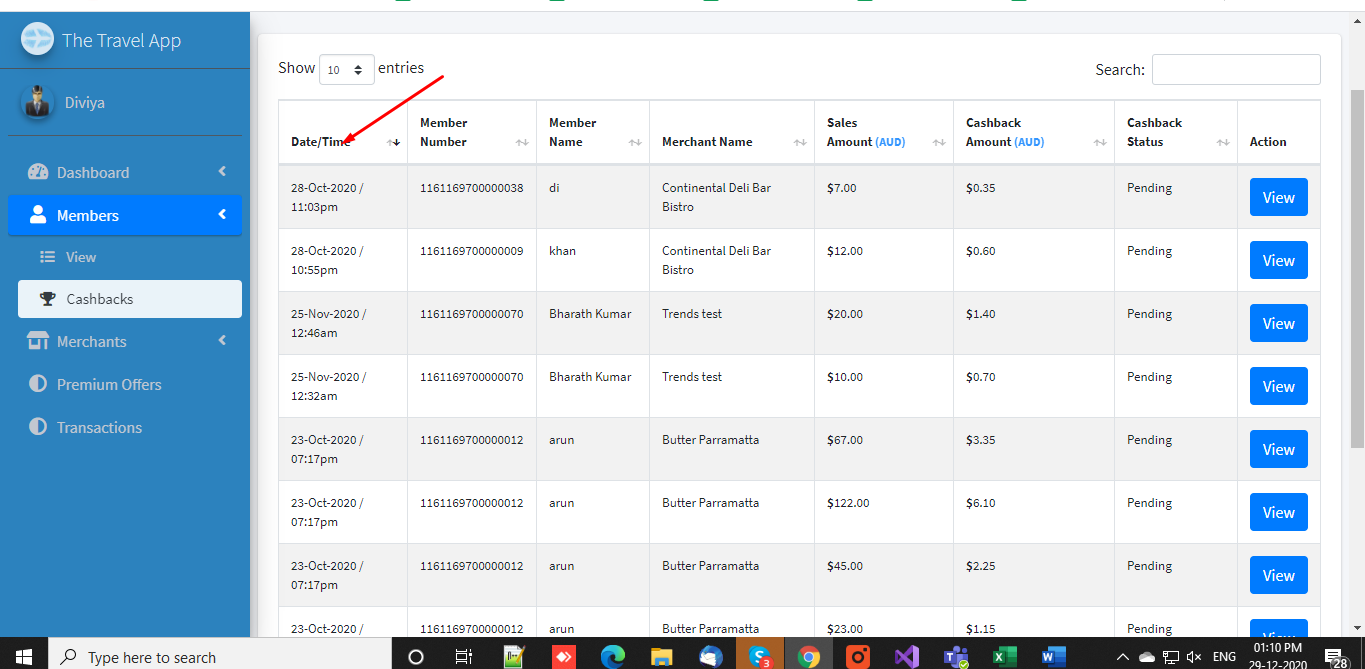 The Travel App
Diviya
Dashboard
Members
View
Cashbacks
Merchants
Premium Offers
Transactions
Show 10 entries
Search:
Date/Time Member Number Member Name Merchant Name Sales Amount (AUD) Cashback Amount (AUD) Cashback Status Action
28-Oct-2020 / 11:03pm 1161169700000038 di Continental Deli Bar Bistro $7.00 $0.35 Pending View
28-Oct-2020 / 10:55pm 1161169700000009 khan Continental Deli Bar Bistro $12.00 $0.60 Pending View
25-Nov-2020 / 12:46am 1161169700000070 Bharath Kumar Trends test $20.00 $1.40 Pending View
25-Nov-2020 / 12:32am 1161169700000070 Bharath Kumar Trends test $10.00 $0.70 Pending View
23-Oct-2020 / 07:17pm 1161169700000012 arun Butter Parramatta $67.00 $3.35 Pending View
23-Oct-2020 / 07:17pm 1161169700000012 arun Butter Parramatta $122.00 $6.10 Pending View
23-Oct-2020 / 07:17pm 1161169700000012 arun Butter Parramatta $45.00 $2.25 Pending View
23-Oct-2020 / 1161169700000012 arun Butter Parramatta $23.00 $1.15 Pending View
Type here to search
3
ENG
01:10 PM
29-12-2020
28